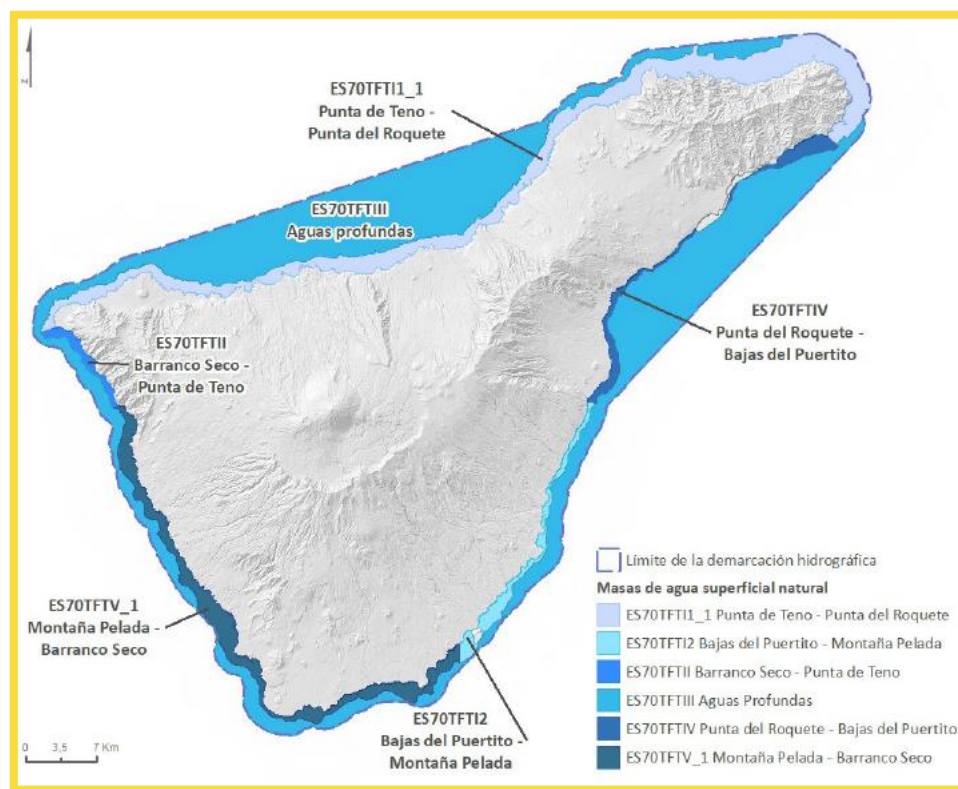 N
ES70TFTI1_1
Punta de Teno -
Punta del Roquete
ES70TFTIII
Aguas profundas
ES70TFTIV
Punta del Roquete -
Bajas del Puertito
ES70TFTII
Barranco Seco -
Punta de Teno
ES70TFTV_1
Montaña Pelada -
Barranco Seco
ES70TFTI2
Bajas del Puertito -
Montaña Pelada
Límite de la demarcación hidrográfica
Masas de agua superficial natural
ES70TFTI1_1 Punta de Teno - Punta del Roquete
ES70TFTI2 Bajas del Puertito - Montaña Pelada
ES70TFTII Barranco Seco - Punta de Teno
ES70TFTIII Aguas Profundas
ES70TFTIV Punta del Roquete - Bajas del Puertito
ES70TFTV_1 Montaña Pelada - Barranco Seco
0 3,5 7 Km